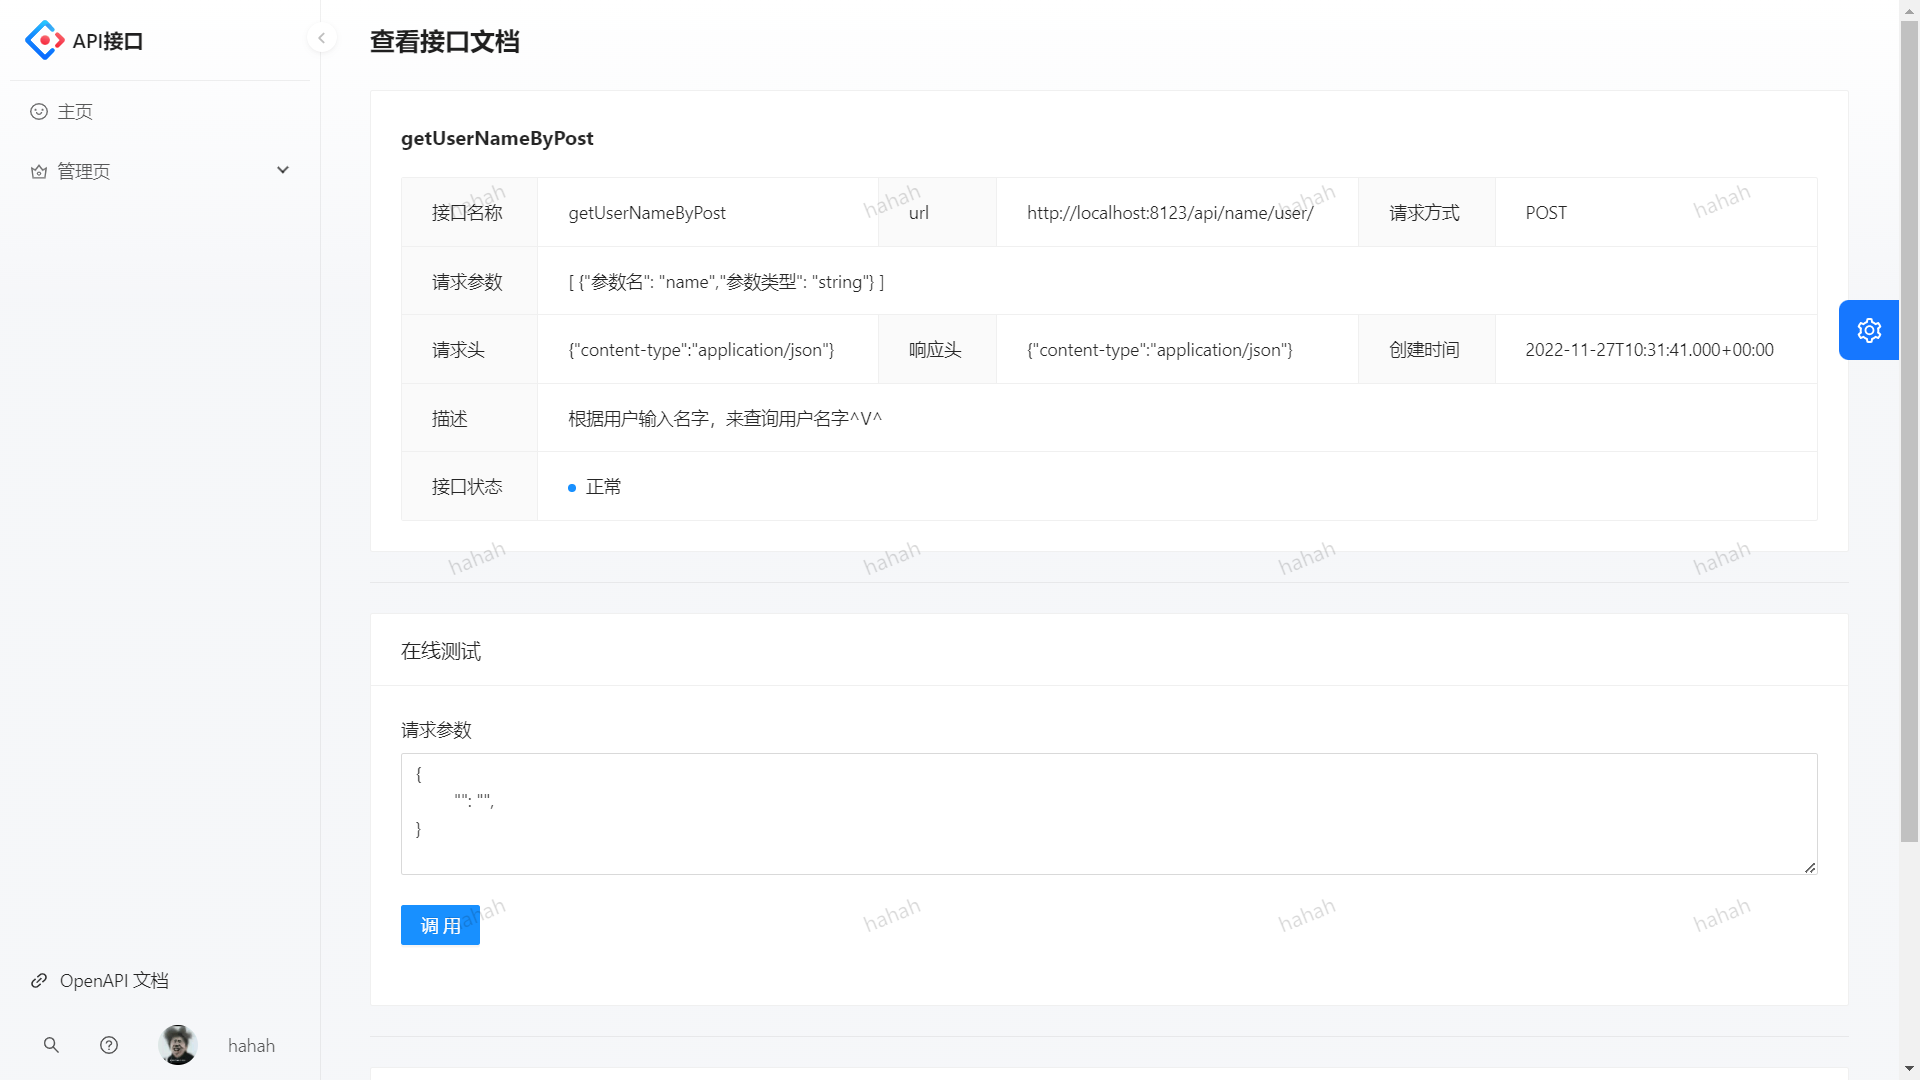 API接口
主页
管理页
OpenAPI 文档
hahah
查看接口文档
getUserNameByPost
接口名称 getUserNameByPost url http://localhost:8123/api/name/user/ 请求方式 POST
请求参数 [ {"参数名": "name","参数类型": "string"} ]
请求头 {"content-type":"application/json"} 响应头 {"content-type":"application/json"} 创建时间 2022-11-27T10:31:41.000+00:00
描述 根据用户输入名字，来查询用户名字^V^
接口状态 正常
在线测试
请求参数
{
"": "",
}
调 用
hahah hahah hahah hahah
hahah hahah hahah hahah
hahah hahah hahah hahah